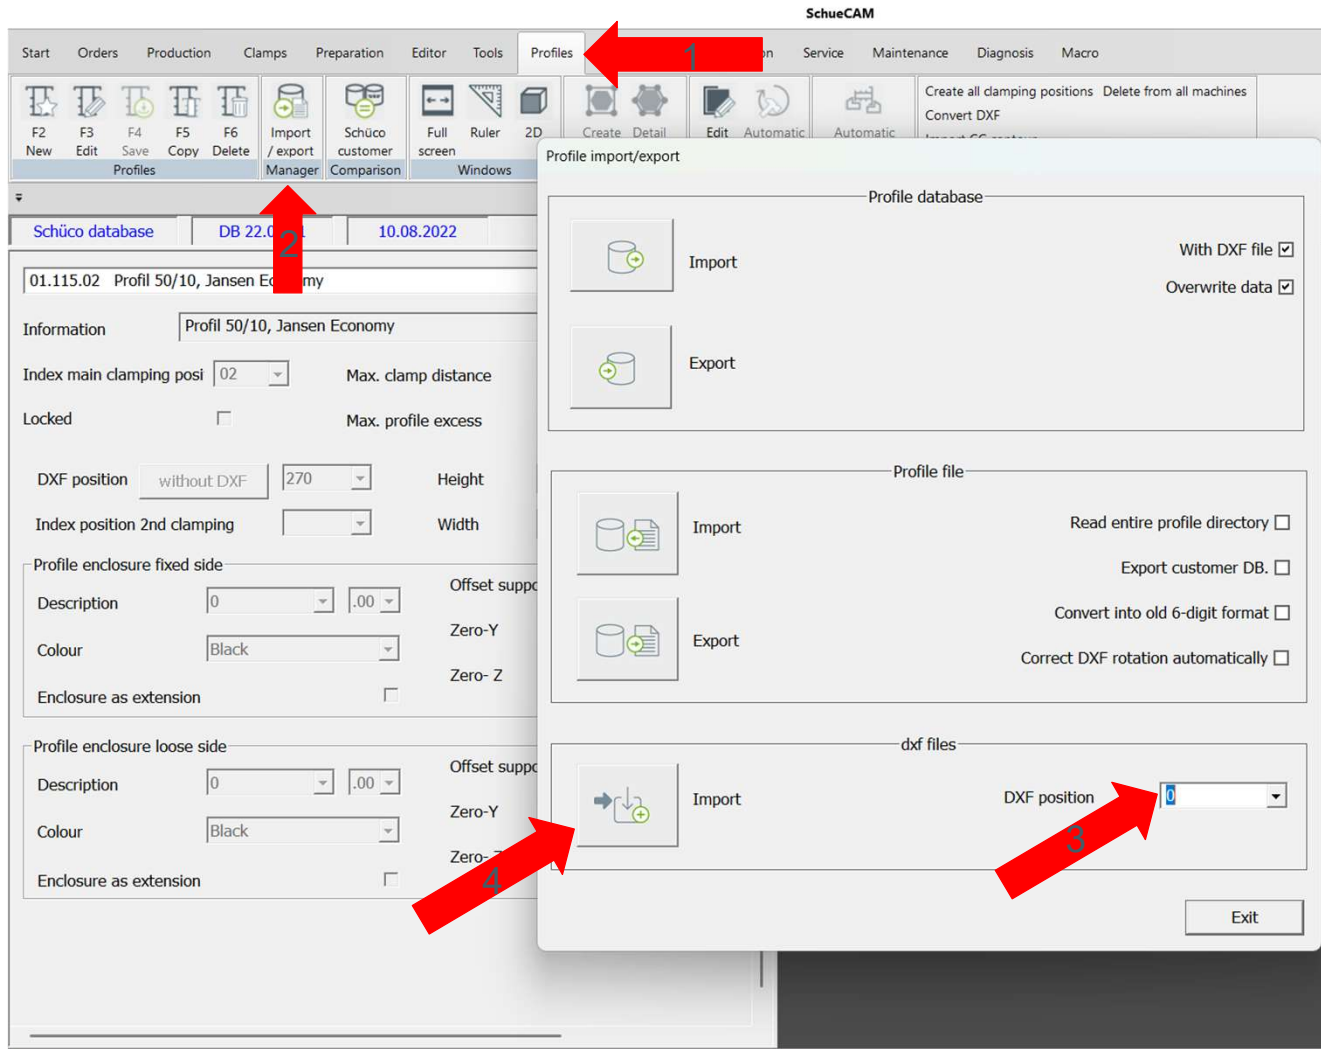 SchueCAM
Start Orders Production Clamps Preparation Editor Tools Profiles 1 on Service Maintenance Diagnosis Macro
F2 F3 F4 F5 F6 Import Schüco Full Ruler 2D Create Detail Edit Automatic Automatic
New Edit Save Copy Delete / export customer screen
Profiles Manager Comparison Windows
Create all clamping positions Delete from all machines
Convert DXF
Schüco database DB 22.0 10.08.2022
2
01.115.02 Profil 50/10, Jansen Economy
Information Profil 50/10, Jansen Economy
Index main clamping posi 02 Max. clamp distance
Locked Max. profile excess
DXF position without DXF 270 Height
Index position 2nd clamping Width
Profile enclosure fixed side
Offset suppo
Description 0 .00
Zero-Y
Colour Black
Zero- Z
Enclosure as extension
Profile enclosure loose side
Offset suppo
Description 0 .00
Zero-Y
Colour Black
Zero-
Enclosure as extension
4
Profile import/export
Profile database
Import With DXF file
Overwrite data
Export
Profile file
Import Read entire profile directory
Export customer DB.
Convert into old 6-digit format
Export Correct DXF rotation automatically
dxf files
Import DXF position 0
3
Exit